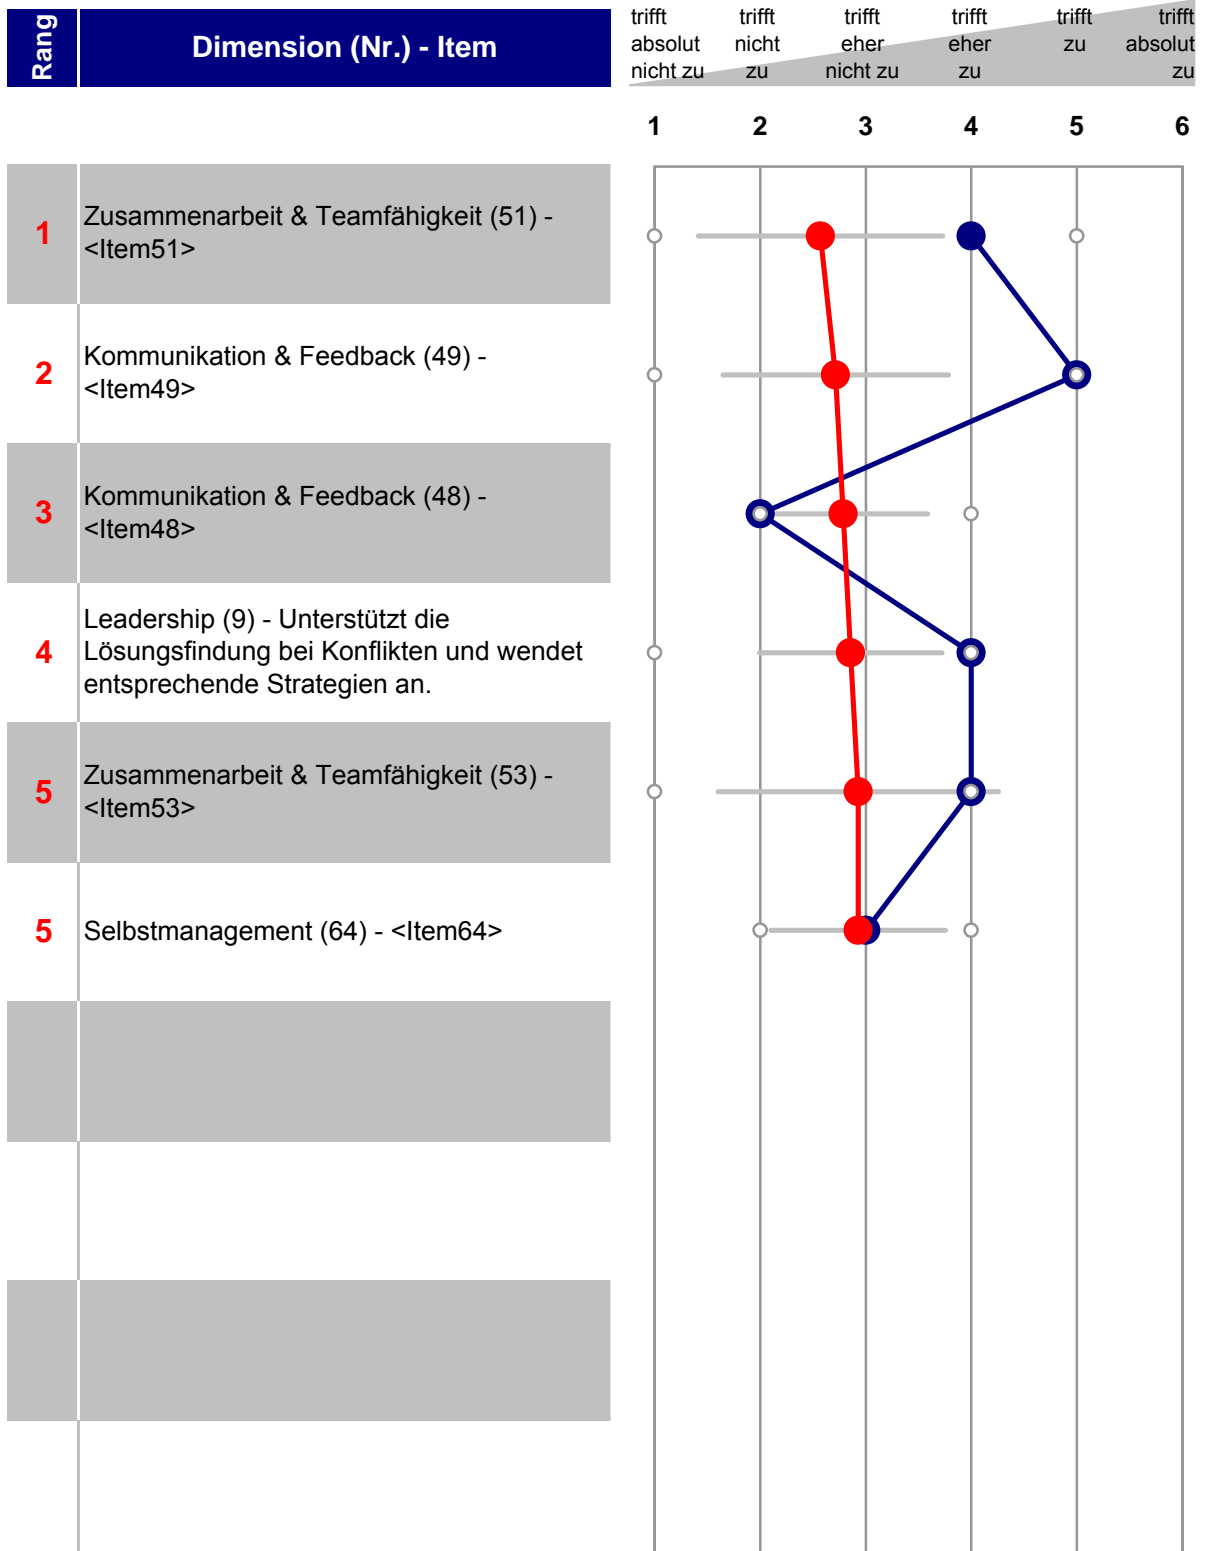 Rang
Dimension (Nr.) - Item
trifft absolut nicht zu
trifft nicht zu
trifft eher nicht zu
trifft eher zu
trifft zu
trifft absolut zu
1 2 3 4 5 6
1
Zusammenarbeit & Teamfähigkeit (51) -
<Item51>
2
Kommunikation & Feedback (49) -
<Item49>
3
Kommunikation & Feedback (48) -
<Item48>
4
Leadership (9) - Unterstützt die
Lösungsfindung bei Konflikten und wendet
entsprechende Strategien an.
5
Zusammenarbeit & Teamfähigkeit (53) -
<Item53>
5
Selbstmanagement (64) - <Item64>